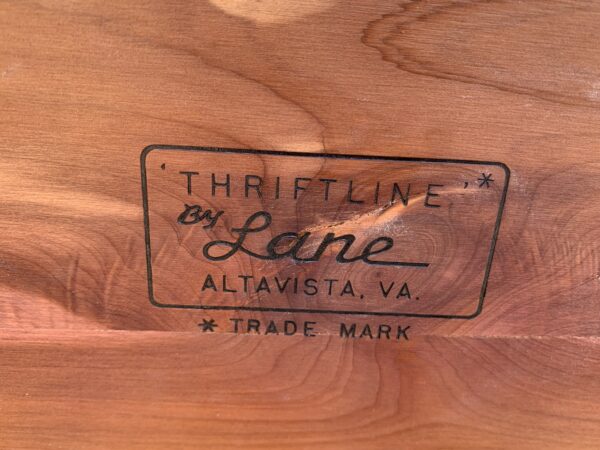 'THRIFTLINE'*
By Lane
ALTAVISTA, VA.
* TRADE MARK